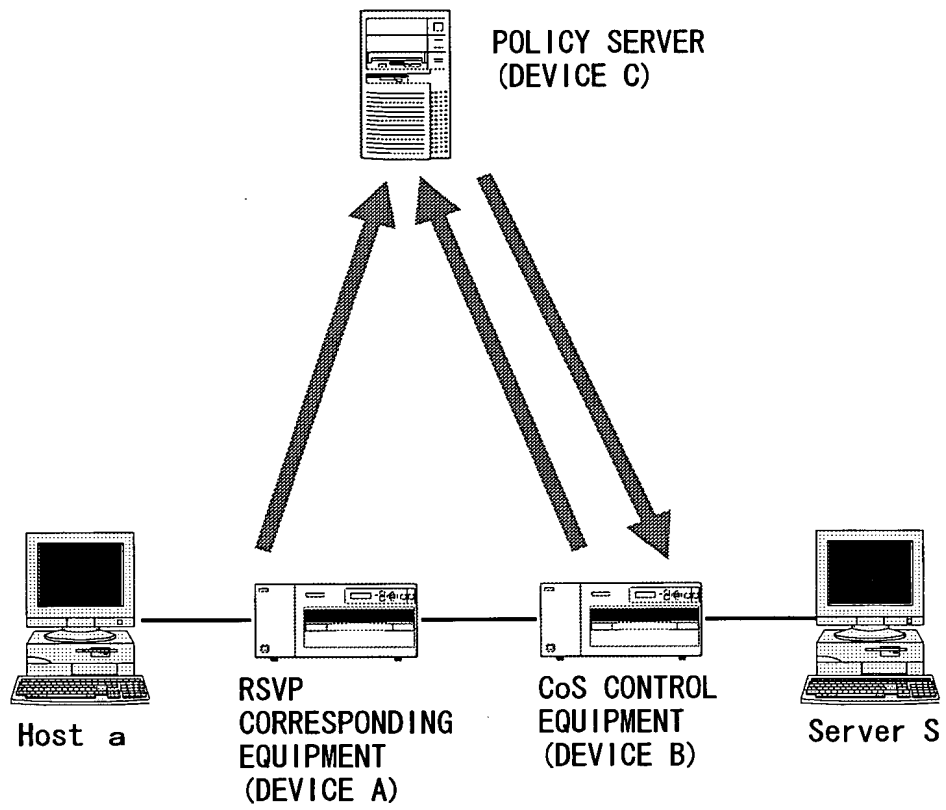 POLICY SERVER
(DEVICE C)
Host a
RSVP
CORRESPONDING
EQUIPMENT
(DEVICE A)
CoS CONTROL
EQUIPMENT
(DEVICE B)
Server S